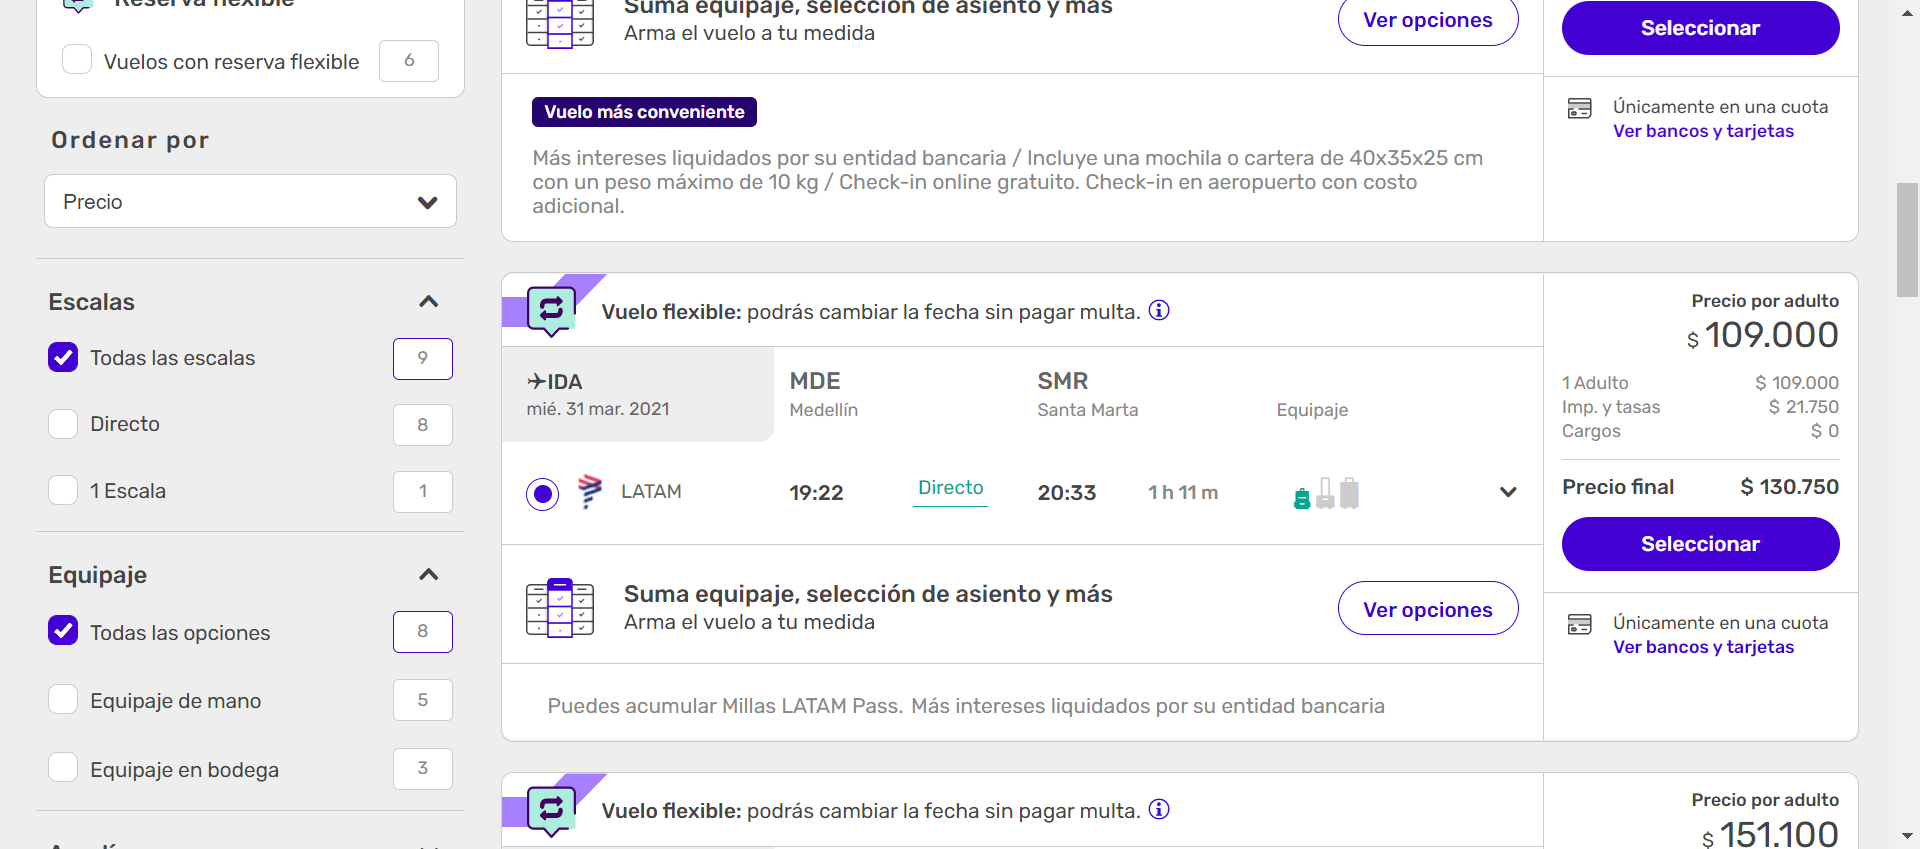 Reserva flexible
Vuelos con reserva flexible 6
Ordenar por
Precio
Escalas
Todas las escalas 9
Directo 8
1 Escala 1
Equipaje
Todas las opciones 8
Equipaje de mano 5
Equipaje en bodega 3
Suma equipaje, selección de asiento y más
Arma el vuelo a tu medida
Ver opciones
Seleccionar
Vuelo más conveniente
Más intereses liquidados por su entidad bancaria / Incluye una mochila o cartera de 40x35x25 cm
con un peso máximo de 10 kg / Check-in online gratuito. Check-in en aeropuerto con costo
adicional.
Únicamente en una cuota
Ver bancos y tarjetas
Vuelo flexible: podrás cambiar la fecha sin pagar multa.
IDA
mié. 31 mar. 2021
MDE
Medellín
SMR
Santa Marta
Equipaje
LATAM 19:22 Directo 20:33 1 h 11 m
Suma equipaje, selección de asiento y más
Arma el vuelo a tu medida
Ver opciones
Puedes acumular Millas LATAM Pass. Más intereses liquidados por su entidad bancaria
Precio por adulto
$ 109.000
1 Adulto $ 109.000
Imp. y tasas $ 21.750
Cargos $ 0
Precio final $ 130.750
Seleccionar
Únicamente en una cuota
Ver bancos y tarjetas
Vuelo flexible: podrás cambiar la fecha sin pagar multa.
Precio por adulto
$ 151.100